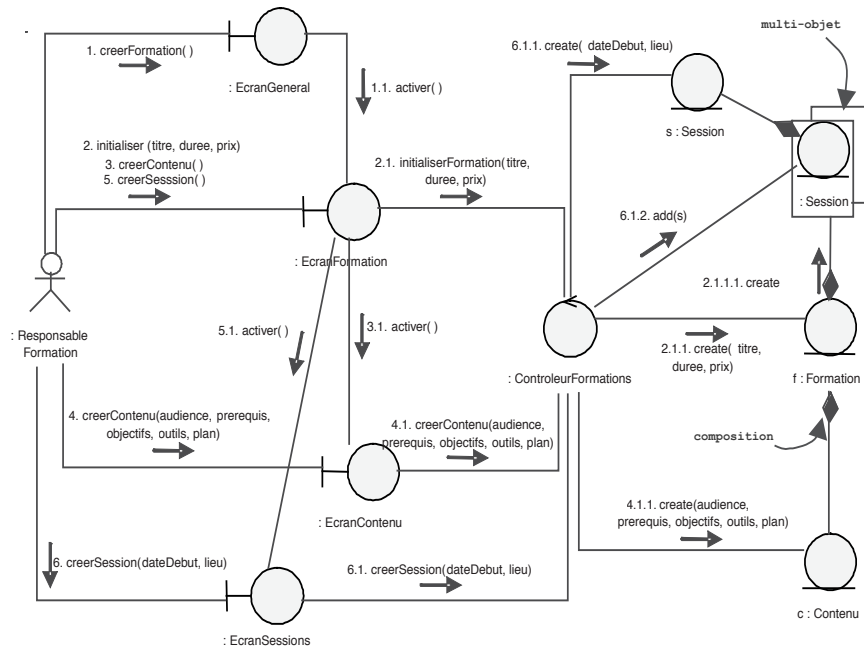 multi-objet
1. creerFormation( )
: EcranGeneral
6.1.1. create( dateDebut, lieu)
1.1. activer( )
s : Session
2. initialiser (titre, duree, prix)
3. creerContenu( )
5. creerSesssion( )
2.1. initialiserFormation(titre,
duree, prix)
: Session
6.1.2. add(s)
: EcranFormation
2.1.1.1. create
: Responsable
Formation
5.1. activer( )
3.1. activer( )
2.1.1. create( titre,
duree, prix)
: ControleurFormations
f : Formation
4. creerContenu(audience, prerequis,
objectifs, outils, plan)
4.1. creerContenu(audience,
prerequis, objectifs, outils, plan)
composition
: EcranContenu
4.1.1. create(audience,
prerequis, objectifs, outils, plan)
6. creerSession(dateDebut, lieu)
6.1. creerSession(dateDebut, lieu)
: EcranSessions
c : Contenu